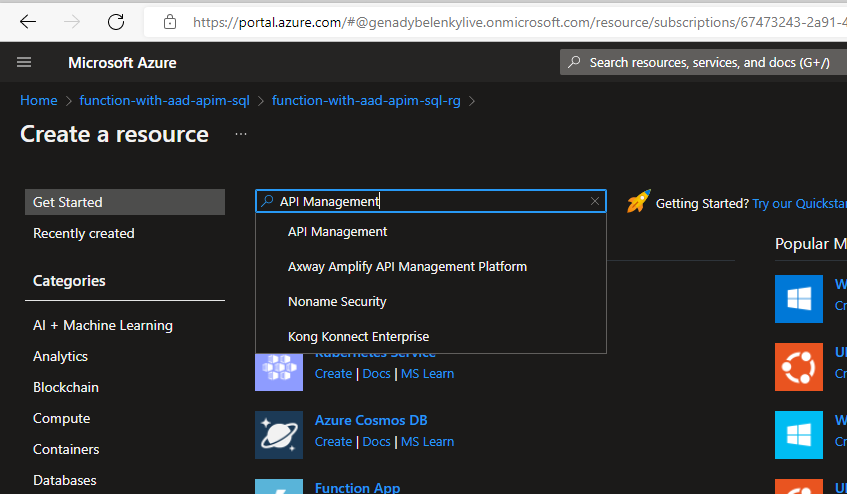 https://portal.azure.com/#@genadybelenkylive.onmicrosoft.com/resource/subscriptions/67473243-2a91-4
Microsoft Azure
Search resources, services, and docs (G+/)
Home > function-with-aad-apim-sql > function-with-aad-apim-sql-rg >
Create a resource ...
Get Started
Recently created
Categories
AI + Machine Learning
Analytics
Blockchain
Compute
Containers
Databases
API Management
API Management
Axway Amplify API Management Platform
Noname Security
Kong Konnect Enterprise
Kubernetes Service
Create | Docs | MS Learn
Azure Cosmos DB
Create | Docs | MS Learn
Function App
Getting Started? Try our Quickstar
Popular M
W
Cr
U
Cr
W
Cr
U